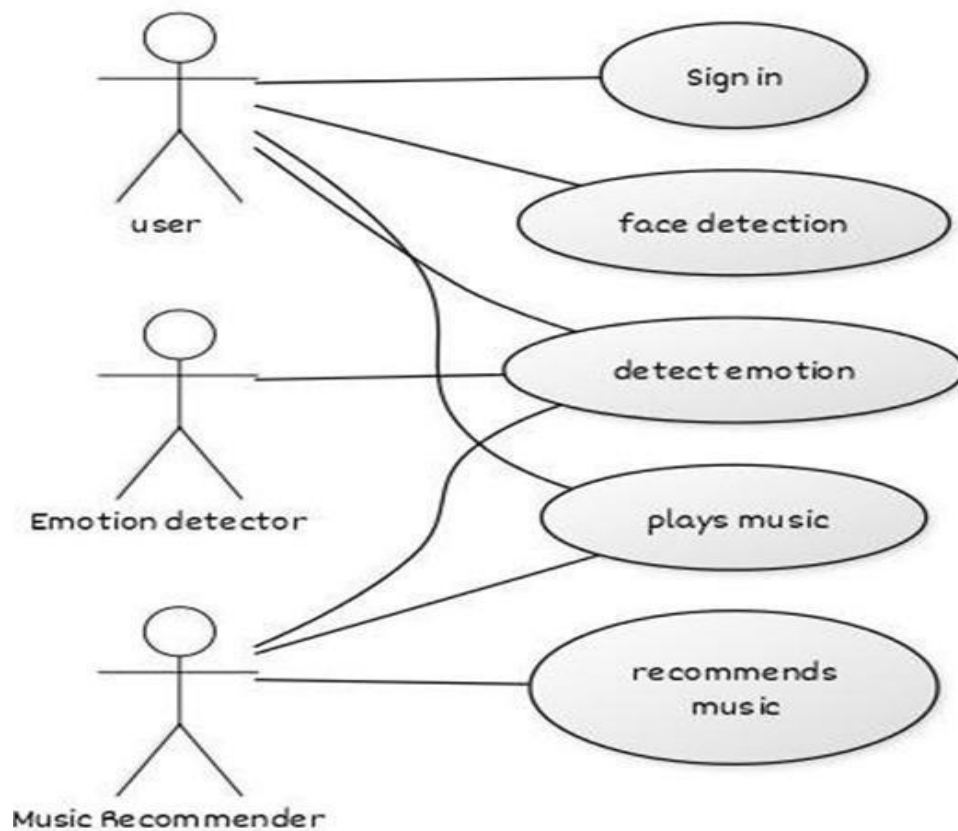 Sign in
face detection
user
detect emotion
Emotion detector
plays music
recommends
music
Music Recommender